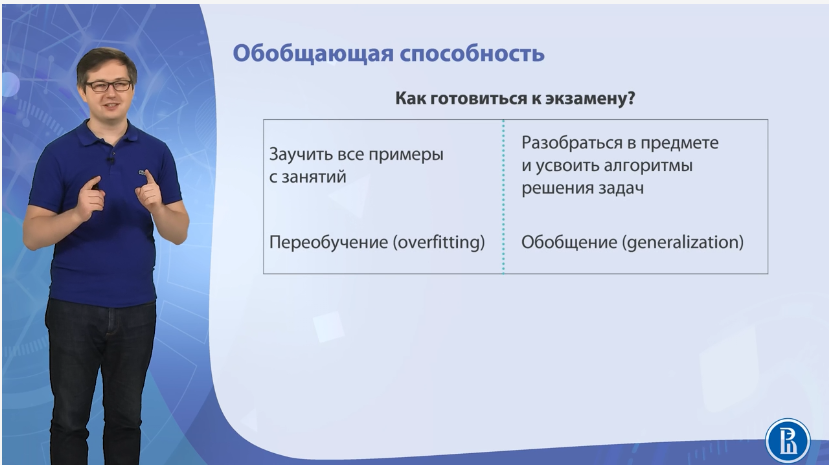 Обобщающая способность
Как готовиться к экзамену?
Заучить все примеры
с занятий
Разобраться в предмете
и усвоить алгоритмы
решения задач
Переобучение (overfitting)
Обобщение (generalization)